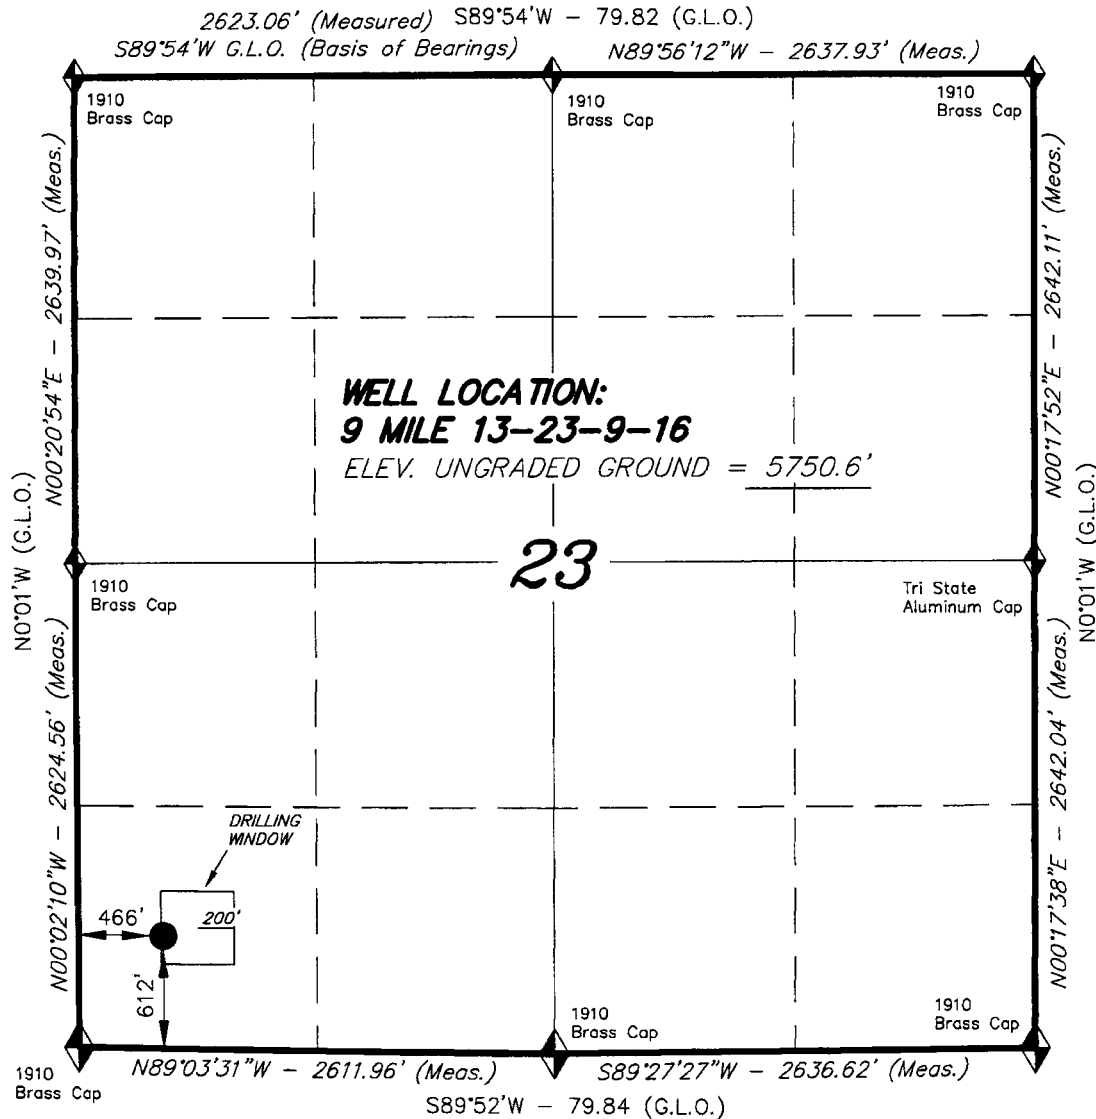 2623.06' (Measured)
S89°54'W – 79.82 (G.L.O.)
S89°54'W G.L.O. (Basis of Bearings)
N89°56'12"W – 2637.93' (Meas.)
1910
Brass Cap
1910
Brass Cap
1910
Brass Cap
N00°20'54"E – 2639.97' (Meas.)
N00°17'52"E – 2642.11' (Meas.)
WELL LOCATION:
9 MILE 13–23–9–16
ELEV. UNGRADED GROUND = 5750.6'
N0°01'W (G.L.O.)
23
N0°01'W (G.L.O.)
1910
Brass Cap
Tri State
Aluminum Cap
N00°02'10"W – 2624.56' (Meas.)
N00°17'38"E – 2642.04' (Meas.)
DRILLING
WINDOW
466'
200'
612'
1910
Brass Cap
1910
Brass Cap
1910
Brass Cap
N89°03'31"W – 2611.96' (Meas.)
S89°27'27"W – 2636.62' (Meas.)
S89°52'W – 79.84 (G.L.O.)